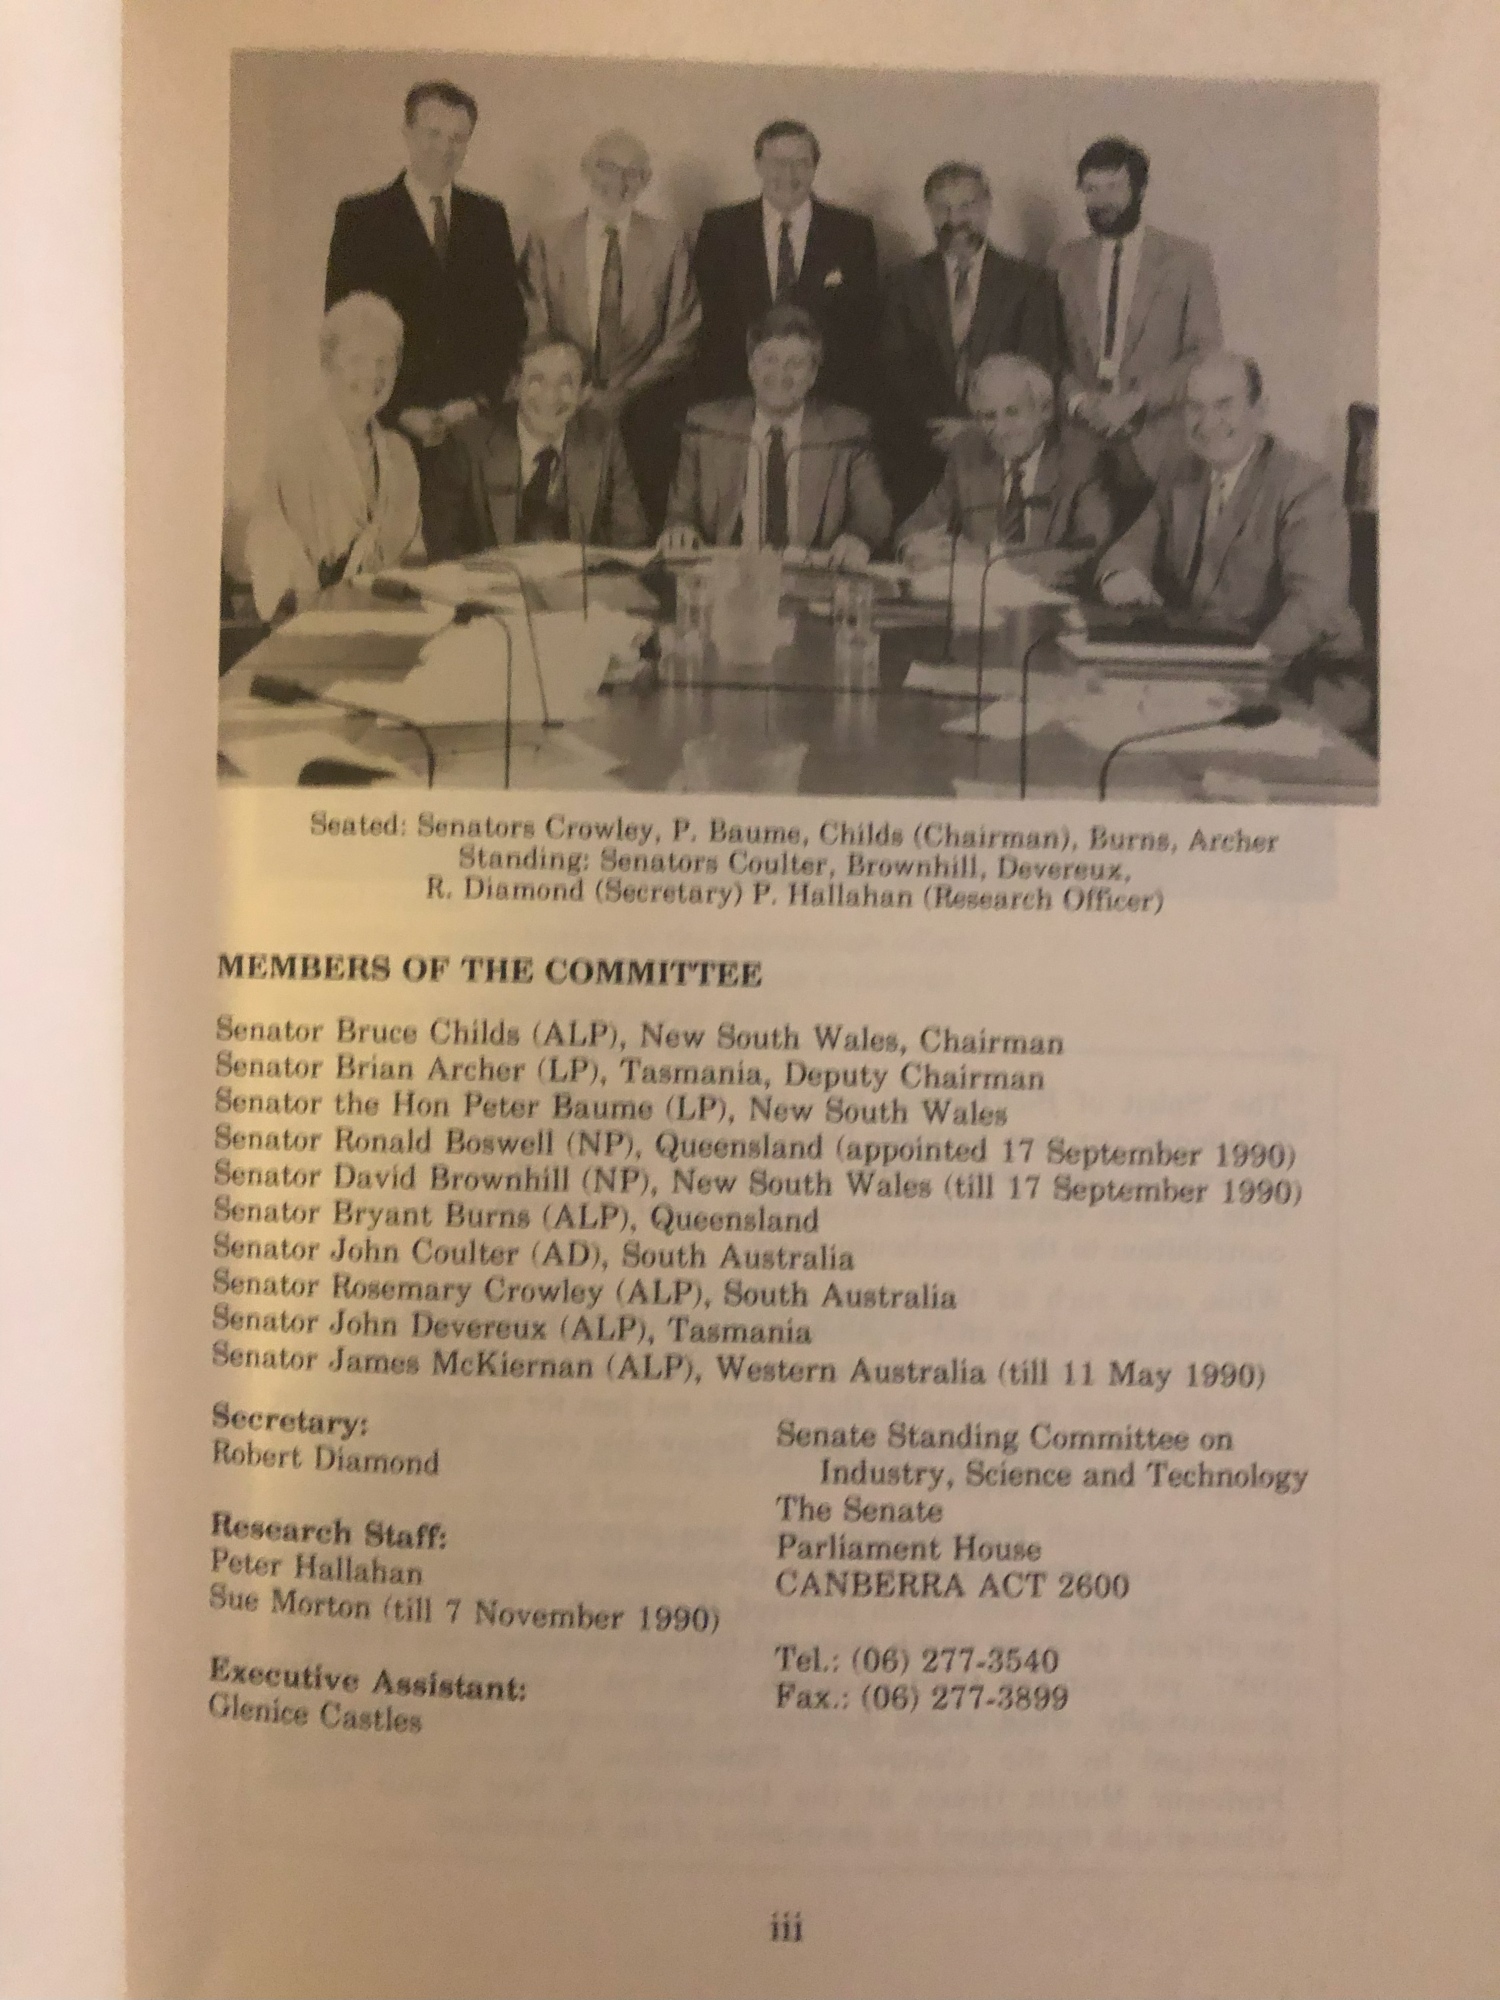 Seated: Senators Crowley, P. Baume, Childs (Chairman), Burns, Archer
Standing: Senators Coulter, Brownhill, Devereux,
R. Diamond (Secretary) P. Hallahan (Research Officer)
MEMBERS OF THE COMMITTEE
Senator Bruce Childs (ALP), New South Wales, Chairman
Senator Brian Archer (LP), Tasmania, Deputy Chairman
Senator the Hon Peter Baume (LP), New South Wales
Senator Ronald Boswell (NP), Queensland (appointed 17 September 1990)
Senator David Brownhill (NP), New South Wales (till 17 September 1990)
Senator Bryant Burns (ALP), Queensland
Senator John Coulter (AD), South Australia
Senator Rosemary Crowley (ALP), South Australia
Senator John Devereux (ALP), Tasmania
Senator James McKiernan (ALP), Western Australia (till 11 May 1990)
Secretary:
Robert Diamond
Research Staff:
Peter Hallahan
Sue Morton (till 7 November 1990)
Executive Assistant:
Glenice Castles
Senate Standing Committee on
Industry, Science and Technology
The Senate
Parliament House
CANBERRA ACT 2600
Tel.: (06) 277-3540
Fax.: (06) 277-3899
iii